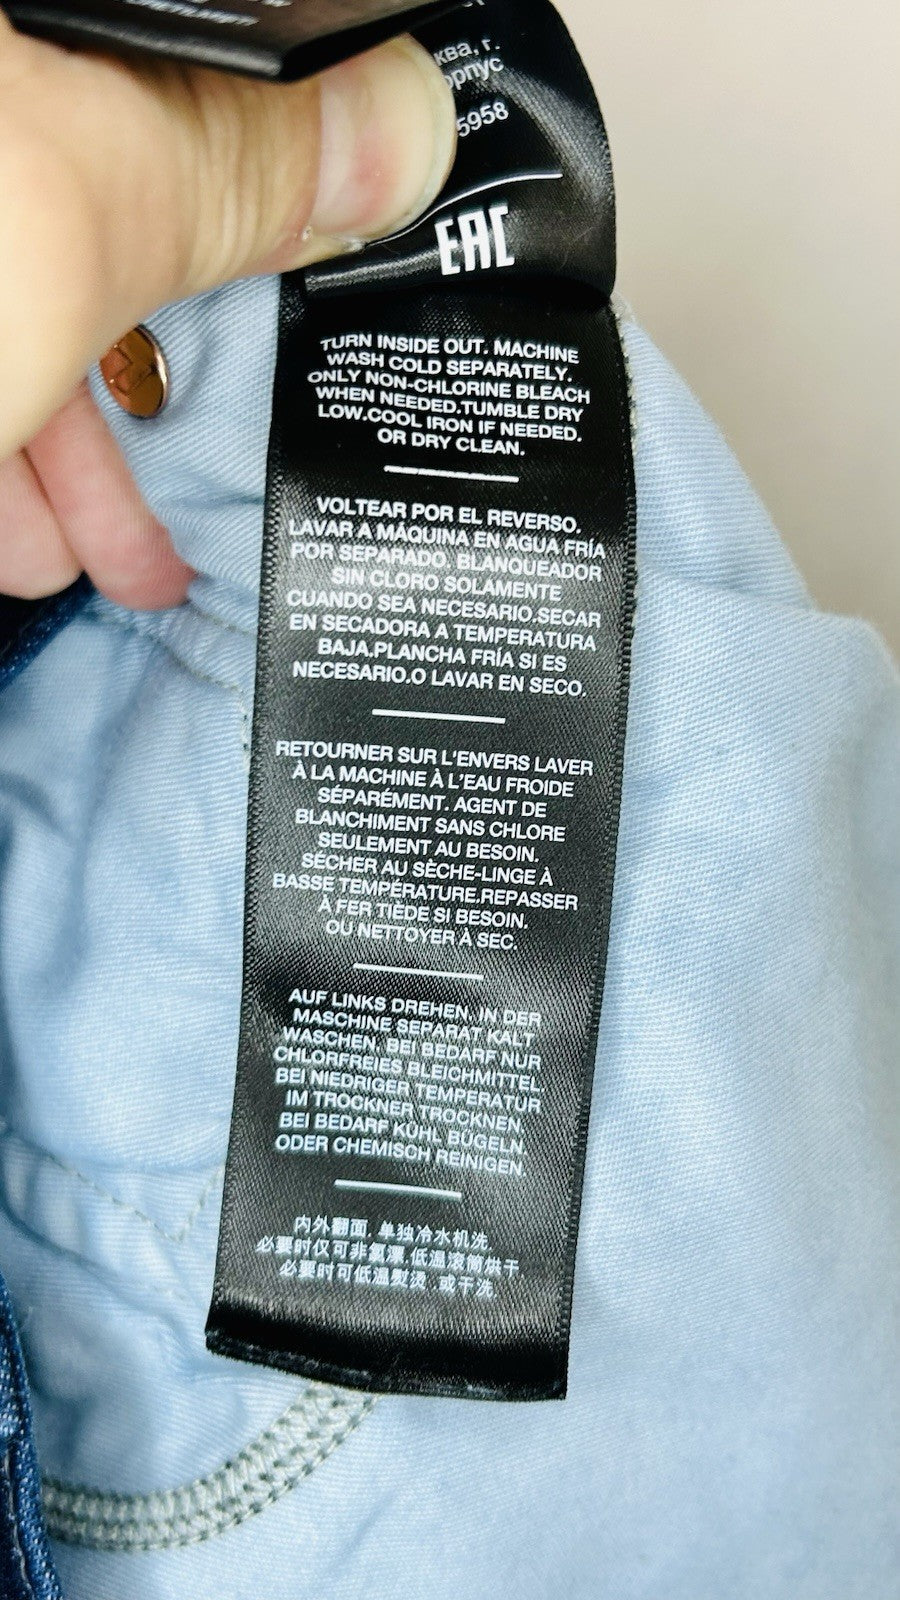 ква, г.
5958
EAC
TURN INSIDE OUT. MACHINE
WASH COLD SEPARATELY.
ONLY NON-CHLORINE BLEACH
WHEN NEEDED.TUMBLE DRY
LOW.COOL IRON IF NEEDED.
OR DRY CLEAN.
VOLTEAR POR EL REVERSO.
LAVAR A MÁQUINA EN AGUA FRÍA
POR SEPARADO. BLANQUEADOR
SIN CLORO SOLAMENTE
CUANDO SEA NECESARIO.SECAR
EN SECADORA A TEMPERATURA
BAJA.PLANCHA FRÍA SI ES
NECESARIO.O LAVAR EN SECO.
RETOURNER SUR L'ENVERS LAVER
À LA MACHINE À L'EAU FROIDE
SÉPARÉMENT. AGENT DE
BLANCHIMENT SANS CHLORE
SEULEMENT AU BESOIN.
SÉCHER AU SÈCHE-LINGE À
BASSE TEMPÉRATURE.REPASSER
À FER TIÈDE SI BESOIN.
OU NETTOYER À SEC.
AUF LINKS DREHEN. IN DER
MASCHINE SEPARAT KALT
WASCHEN. BEI BEDARF NUR
CHLORFREIES BLEICHMITTEL.
BEI NIEDRIGER TEMPERATUR
IM TROCKNER TROCKNEN.
BEI BEDARF KÜHL BÜGELN.
ODER CHEMISCH REINIGEN.
内外翻面. 单独冷水机洗.
必要时仅可非氯漂.低温滚筒烘干.
必要时可低温熨烫. 或干洗.